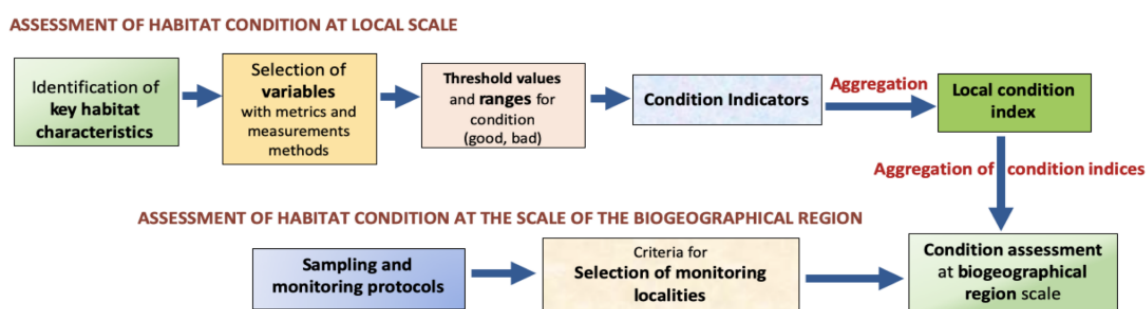 ASSESSMENT OF HABITAT CONDITION AT LOCAL SCALE
Identification of
key habitat
characteristics
Selection of
variables
with metrics and
measurements
methods
Threshold values
and ranges for
condition
(good, bad)
Condition Indicators
Aggregation
Local condition
index
Aggregation of condition indices
ASSESSMENT OF HABITAT CONDITION AT THE SCALE OF THE BIOGEOGRAPHICAL REGION
Sampling and
monitoring protocols
Criteria for
Selection of monitoring
localities
Condition assessment
at biogeographical
region scale